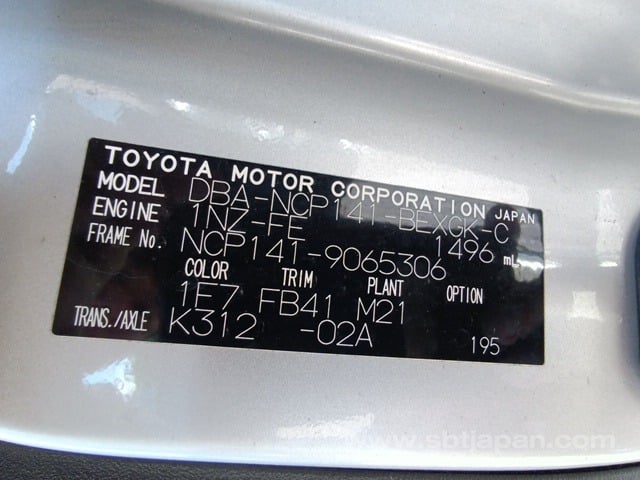 TOYOTA MOTOR CORPORATION JAPAN
MODEL DBA-NCP141-BEXGK-C
ENGINE 1NZ-FE 1496 mL
FRAME No. NCP141-9065306
COLOR TRIM PLANT OPTION
1E7 FB41 M21
TRANS./AXLE K312 -02A 195
www.sbtjapan.com